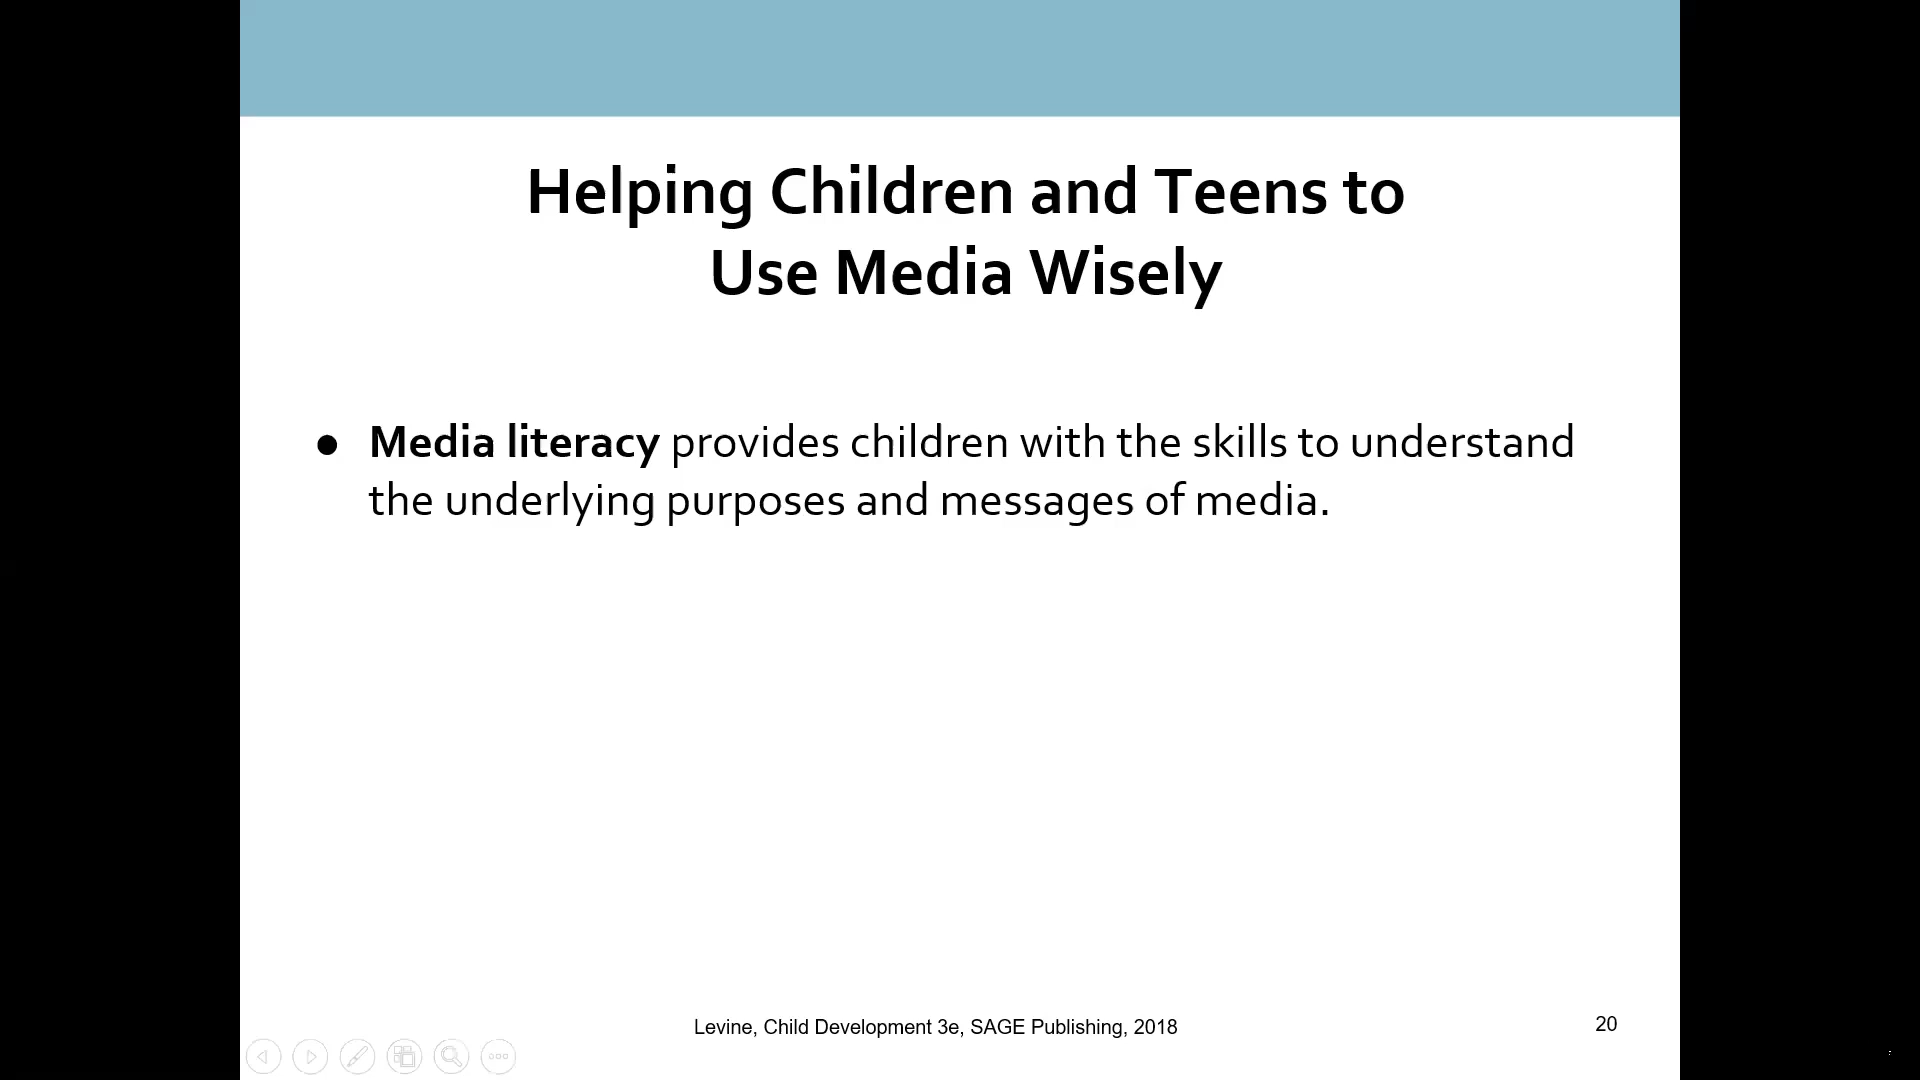 Helping Children and Teens to
Use Media Wisely
● Media literacy provides children with the skills to understand
the underlying purposes and messages of media.
Levine, Child Development 3e, SAGE Publishing, 2018
20